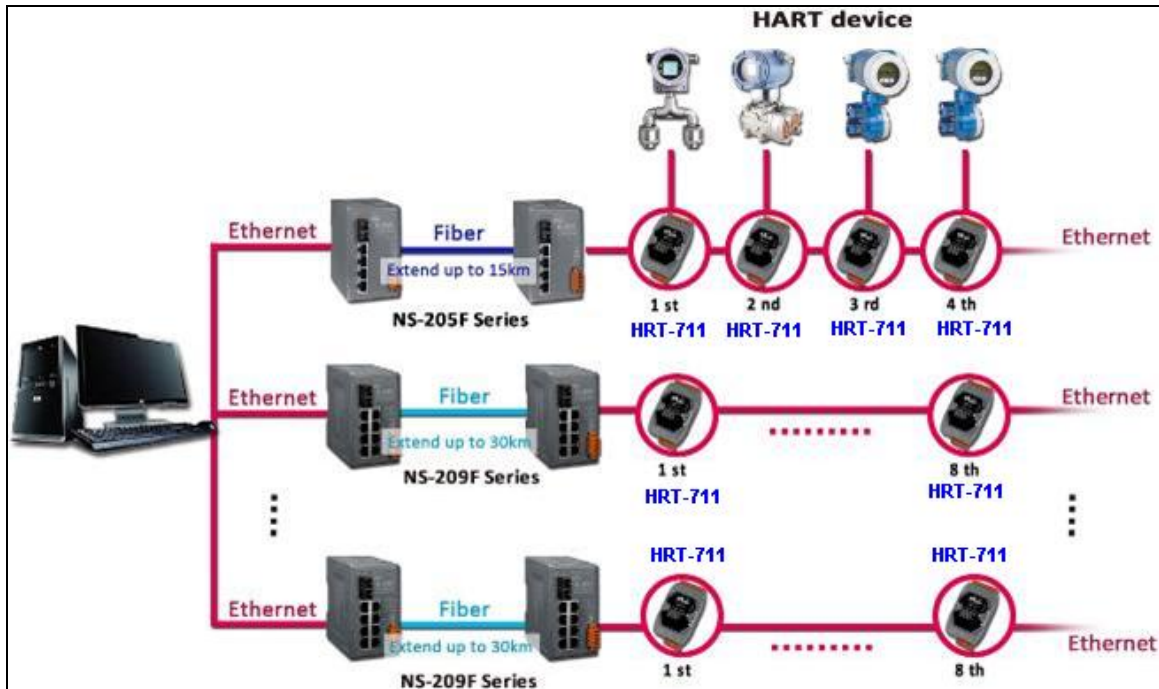 HART device
Ethernet
Fiber
Extend up to 15km
NS-205F Series
1 st
2 nd
3 rd
4 th
HRT-711
HRT-711
HRT-711
HRT-711
Ethernet
Ethernet
Fiber
Extend up to 30km
NS-209F Series
1 st
HRT-711
8 th
HRT-711
Ethernet
Ethernet
Fiber
Extend up to 30km
NS-209F Series
HRT-711
1 st
HRT-711
8 th
Ethernet